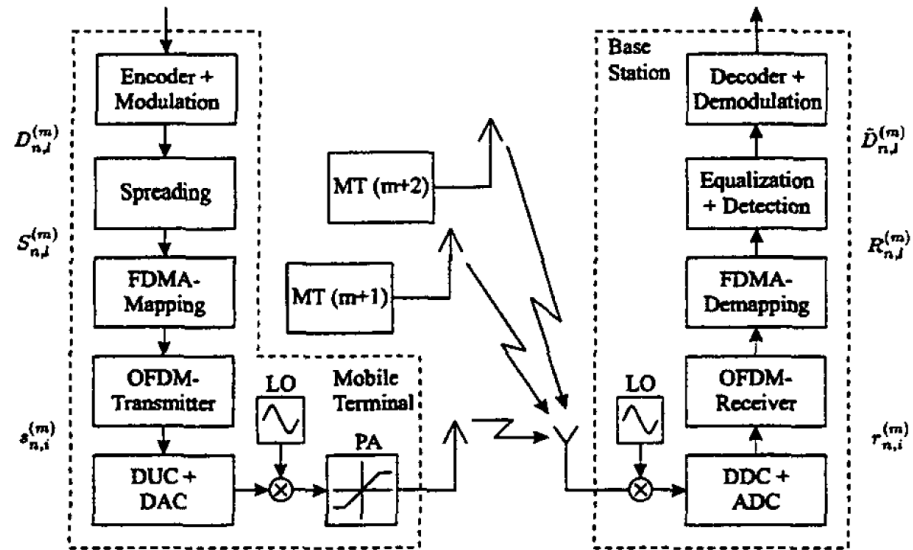 Encoder +
Modulation
D_{n,l}^{(m)}
Spreading
S_{n,l}^{(m)}
FDMA-
Mapping
OFDM-
Transmitter
s_{n,i}^{(m)}
DUC +
DAC
LO
Mobile
Terminal
PA
MT (m+2)
MT (m+1)
Base
Station
Decoder +
Demodulation
D̂_{n,l}^{(m)}
Equalization
+ Detection
R_{n,l}^{(m)}
FDMA-
Demapping
OFDM-
Receiver
LO
r_{n,i}^{(m)}
DDC +
ADC